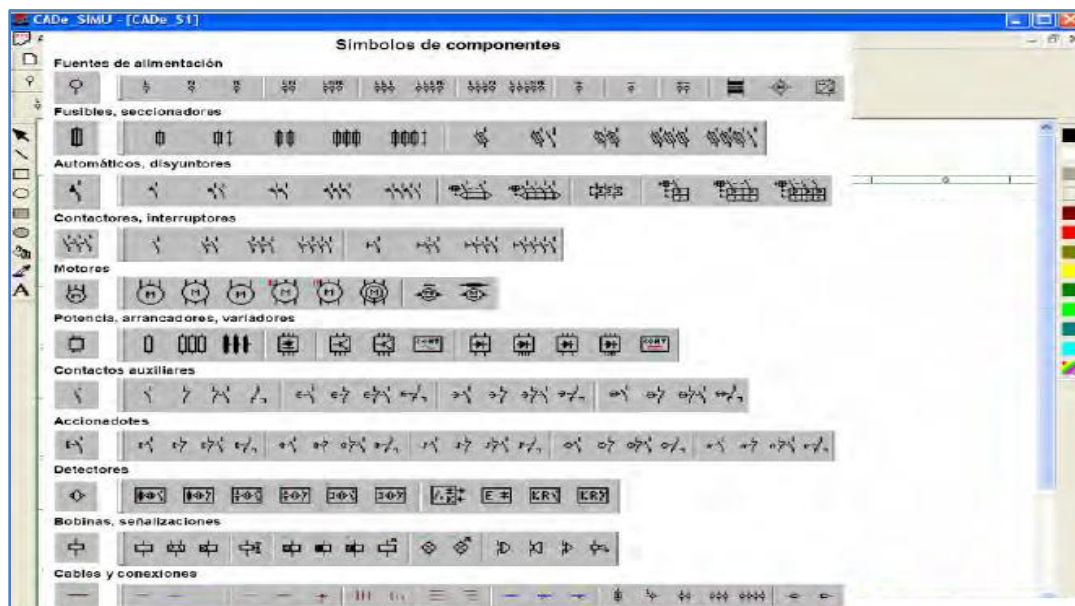 CADe_SIMU - [CADe_S1]
Símbolos de componentes
Fuentes de alimentación
Fusibles, seccionadores
Automáticos, disyuntores
Contactores, interruptores
Motores
Potencia, arrancadores, variadores
Contactos auxiliares
Accionadotes
Detectores
Bobinas, señalizaciones
Cables y conexiones